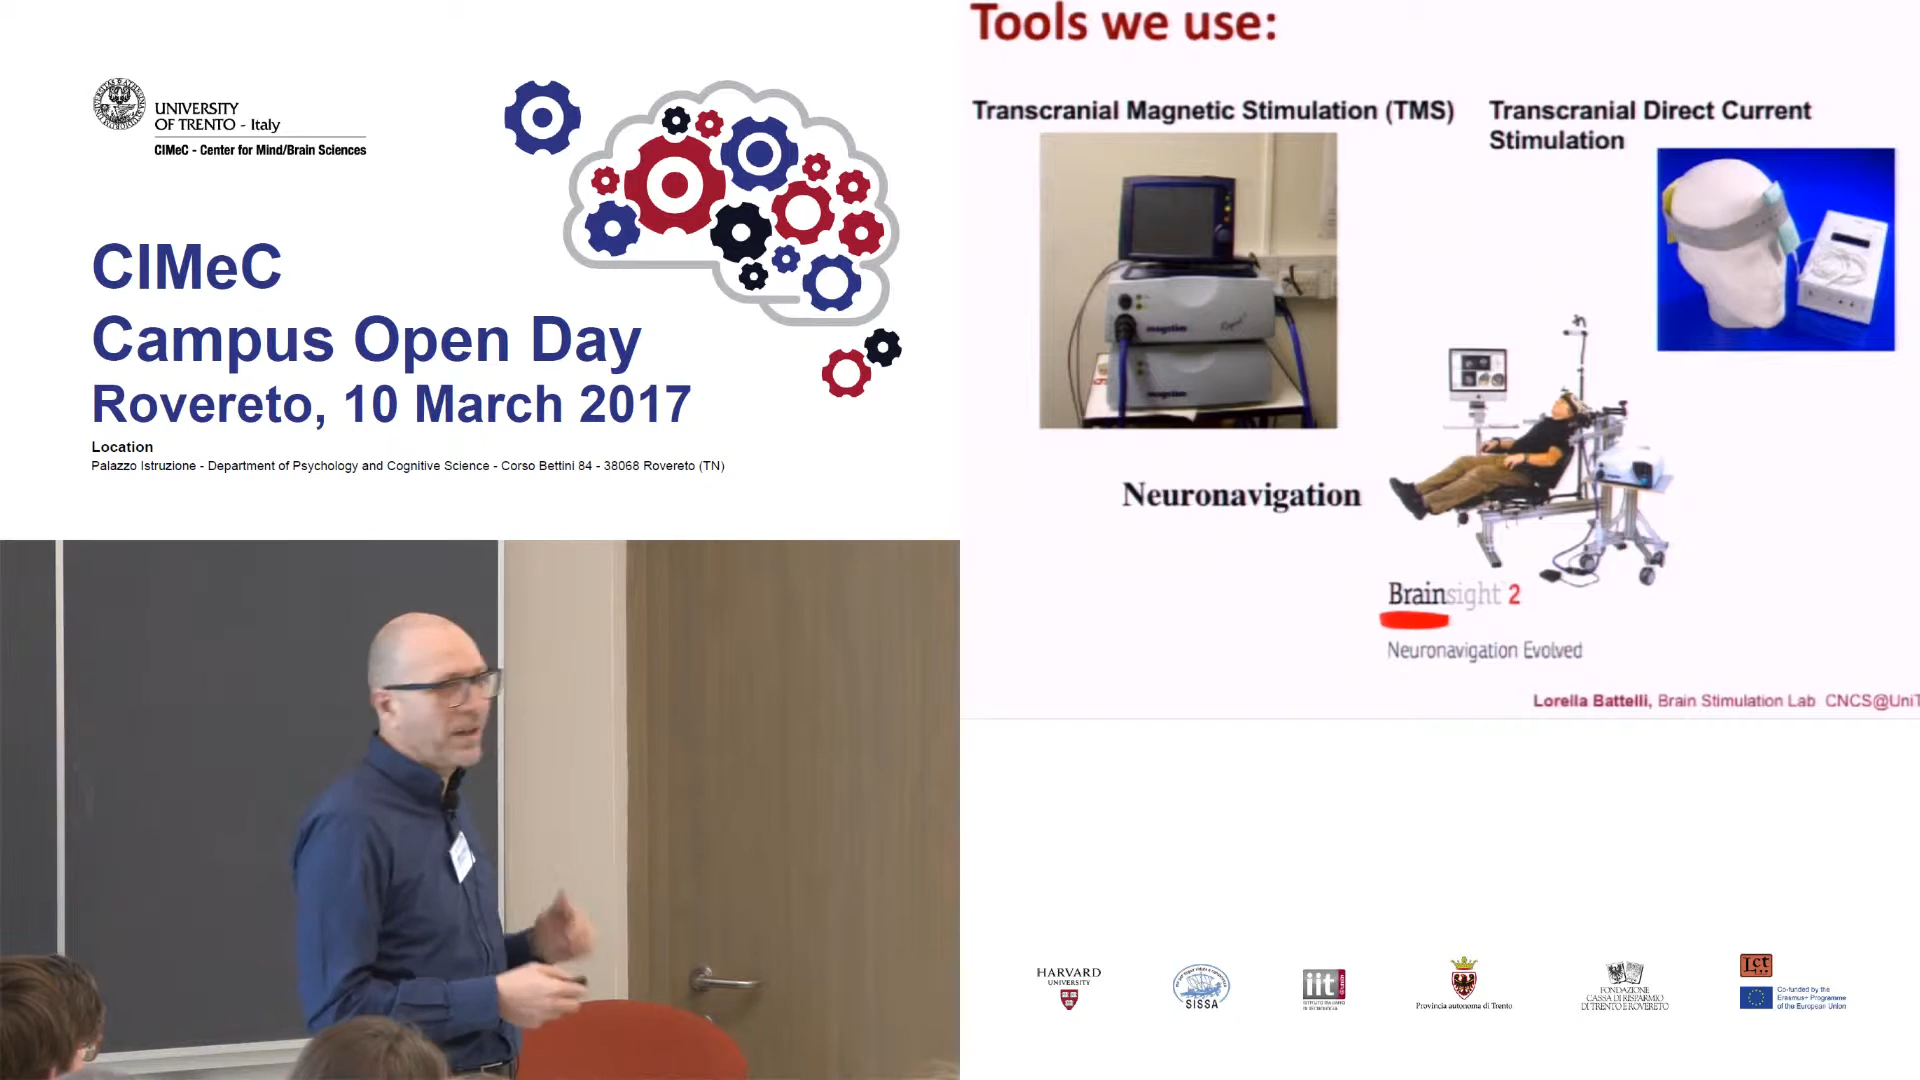 UNIVERSITY
OF TRENTO - Italy
CIMeC - Center for Mind/Brain Sciences
CIMeC
Campus Open Day
Rovereto, 10 March 2017
Location
Palazzo Istruzione - Department of Psychology and Cognitive Science - Corso Bettini 84 - 38068 Rovereto (TN)
Tools we use:
Transcranial Magnetic Stimulation (TMS)
Transcranial Direct Current
Stimulation
magstim
magstim
Neuronavigation
Brainsight 2
Neuronavigation Evolved
Lorella Battelli, Brain Stimulation Lab CNCS@UniT
HARVARD
UNIVERSITY
SISSA
iit
Provincia autonoma di Trento
FONDAZIONE
CASSA DI RISPARMIO
DI TRENTO E ROVERETO
Lct
Co-funded by the
Erasmus+ Programme
of the European Union